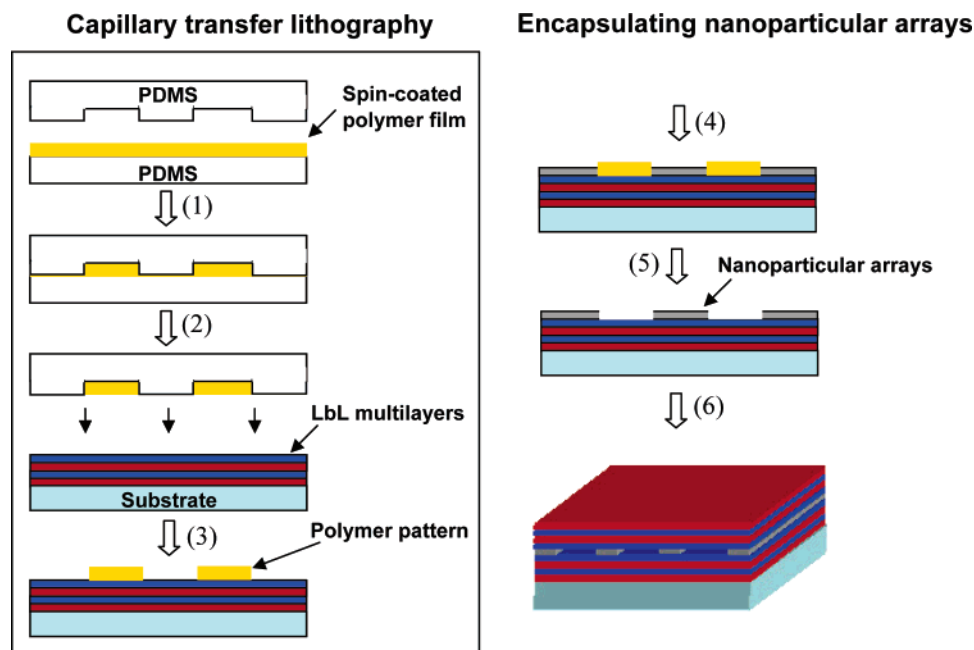 Capillary transfer lithography
PDMS
Spin-coated
polymer film
PDMS
(1)
(2)
LbL multilayers
Substrate
(3)
Polymer pattern
Encapsulating nanoparticular arrays
(4)
(5)
Nanoparticular arrays
(6)